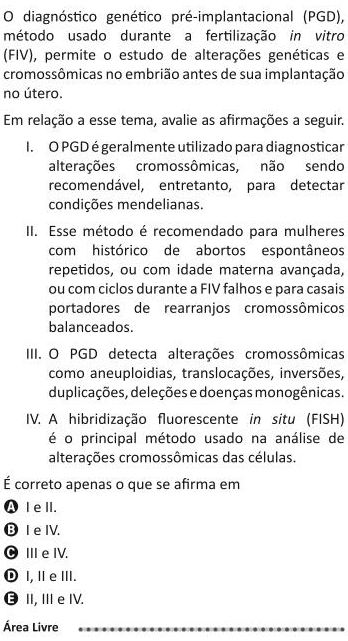 O diagnóstico genético pré-implantacional (PGD),
método usado durante a fertilização in vitro
(FIV), permite o estudo de alterações genéticas e
cromossômicas no embrião antes de sua implantação
no útero.
Em relação a esse tema, avalie as afirmações a seguir.
I. O PGD é geralmente utilizado para diagnosticar
alterações cromossômicas, não sendo
recomendável, entretanto, para detectar
condições mendelianas.
II. Esse método é recomendado para mulheres
com histórico de abortos espontâneos
repetidos, ou com idade materna avançada,
ou com ciclos durante a FIV falhos e para casais
portadores de rearranjos cromossômicos
balanceados.
III. O PGD detecta alterações cromossômicas
como aneuploidias, translocações, inversões,
duplicações, deleções e doenças monogênicas.
IV. A hibridização fluorescente in situ (FISH)
é o principal método usado na análise de
alterações cromossômicas das células.
É correto apenas o que se afirma em
A I e II.
B I e IV.
C III e IV.
D I, II e III.
E II, III e IV.
Área Livre